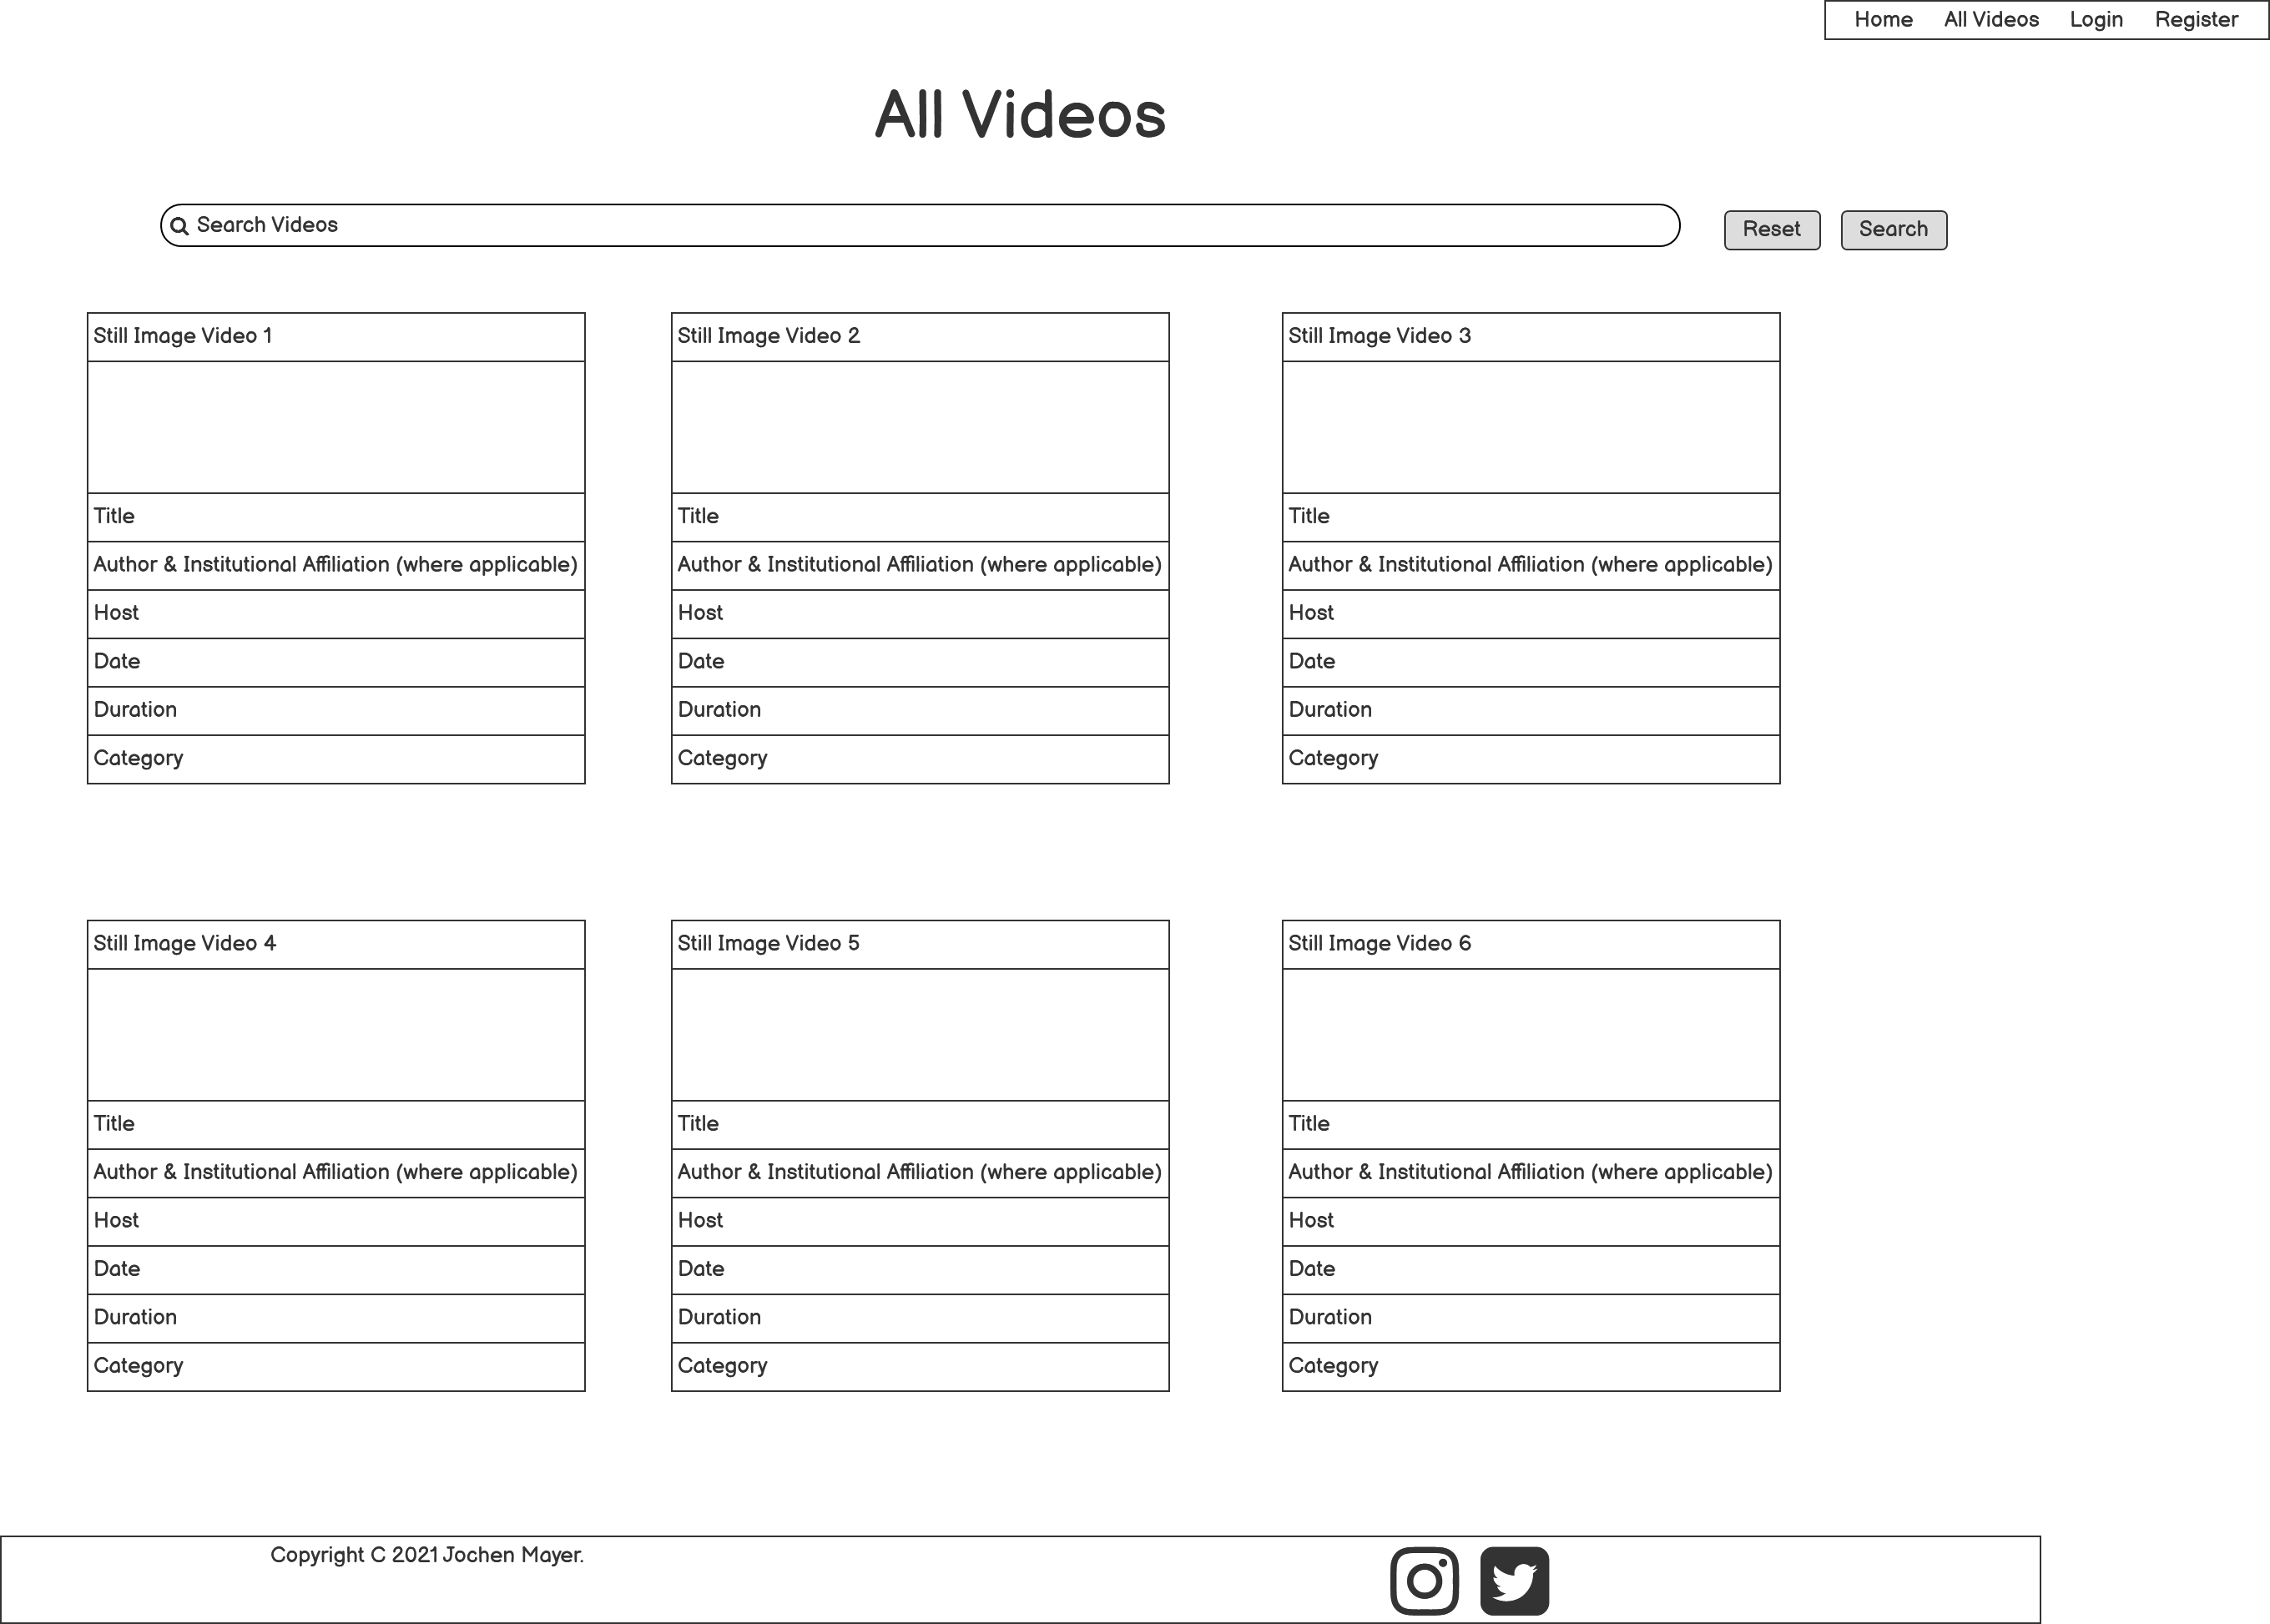 Home All Videos Login Register
All Videos
Search Videos
Reset Search
Still Image Video 1
Title
Author & Institutional Affiliation (where applicable)
Host
Date
Duration
Category
Still Image Video 2
Title
Author & Institutional Affiliation (where applicable)
Host
Date
Duration
Category
Still Image Video 3
Title
Author & Institutional Affiliation (where applicable)
Host
Date
Duration
Category
Still Image Video 4
Title
Author & Institutional Affiliation (where applicable)
Host
Date
Duration
Category
Still Image Video 5
Title
Author & Institutional Affiliation (where applicable)
Host
Date
Duration
Category
Still Image Video 6
Title
Author & Institutional Affiliation (where applicable)
Host
Date
Duration
Category
Copyright C 2021 Jochen Mayer.